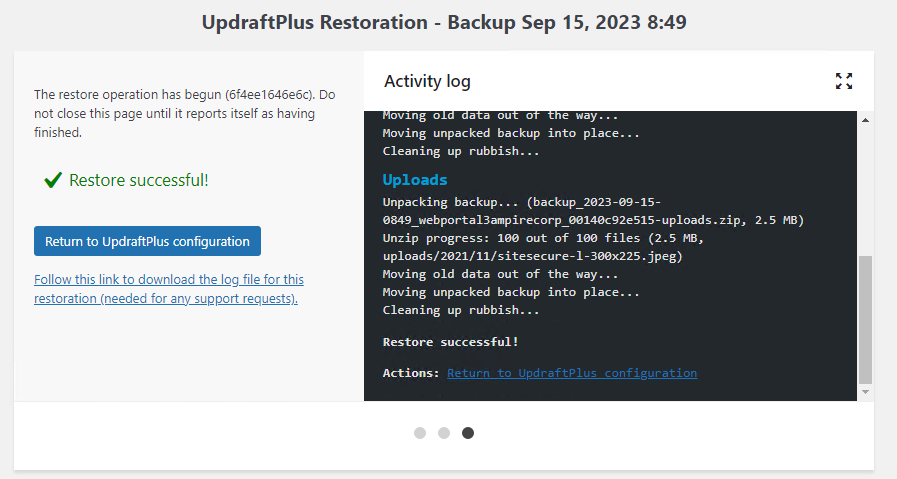 UpdraftPlus Restoration - Backup Sep 15, 2023 8:49
The restore operation has begun (6f4ee1646e6c). Do
not close this page until it reports itself as having
finished.
Restore successful!
Return to UpdraftPlus configuration
Follow this link to download the log file for this
restoration (needed for any support requests).
Activity log
Moving old data out of the way...
Moving unpacked backup into place...
Cleaning up rubbish...
Uploads
Unpacking backup... (backup_2023-09-15-
0849_webportal3ampirecorp_00140c92e515-uploads.zip, 2.5 MB)
Unzip progress: 100 out of 100 files (2.5 MB,
uploads/2021/11/sitesecure-l-300x225.jpeg)
Moving old data out of the way...
Moving unpacked backup into place...
Cleaning up rubbish...
Restore successful!
Actions: Return to UpdraftPlus configuration